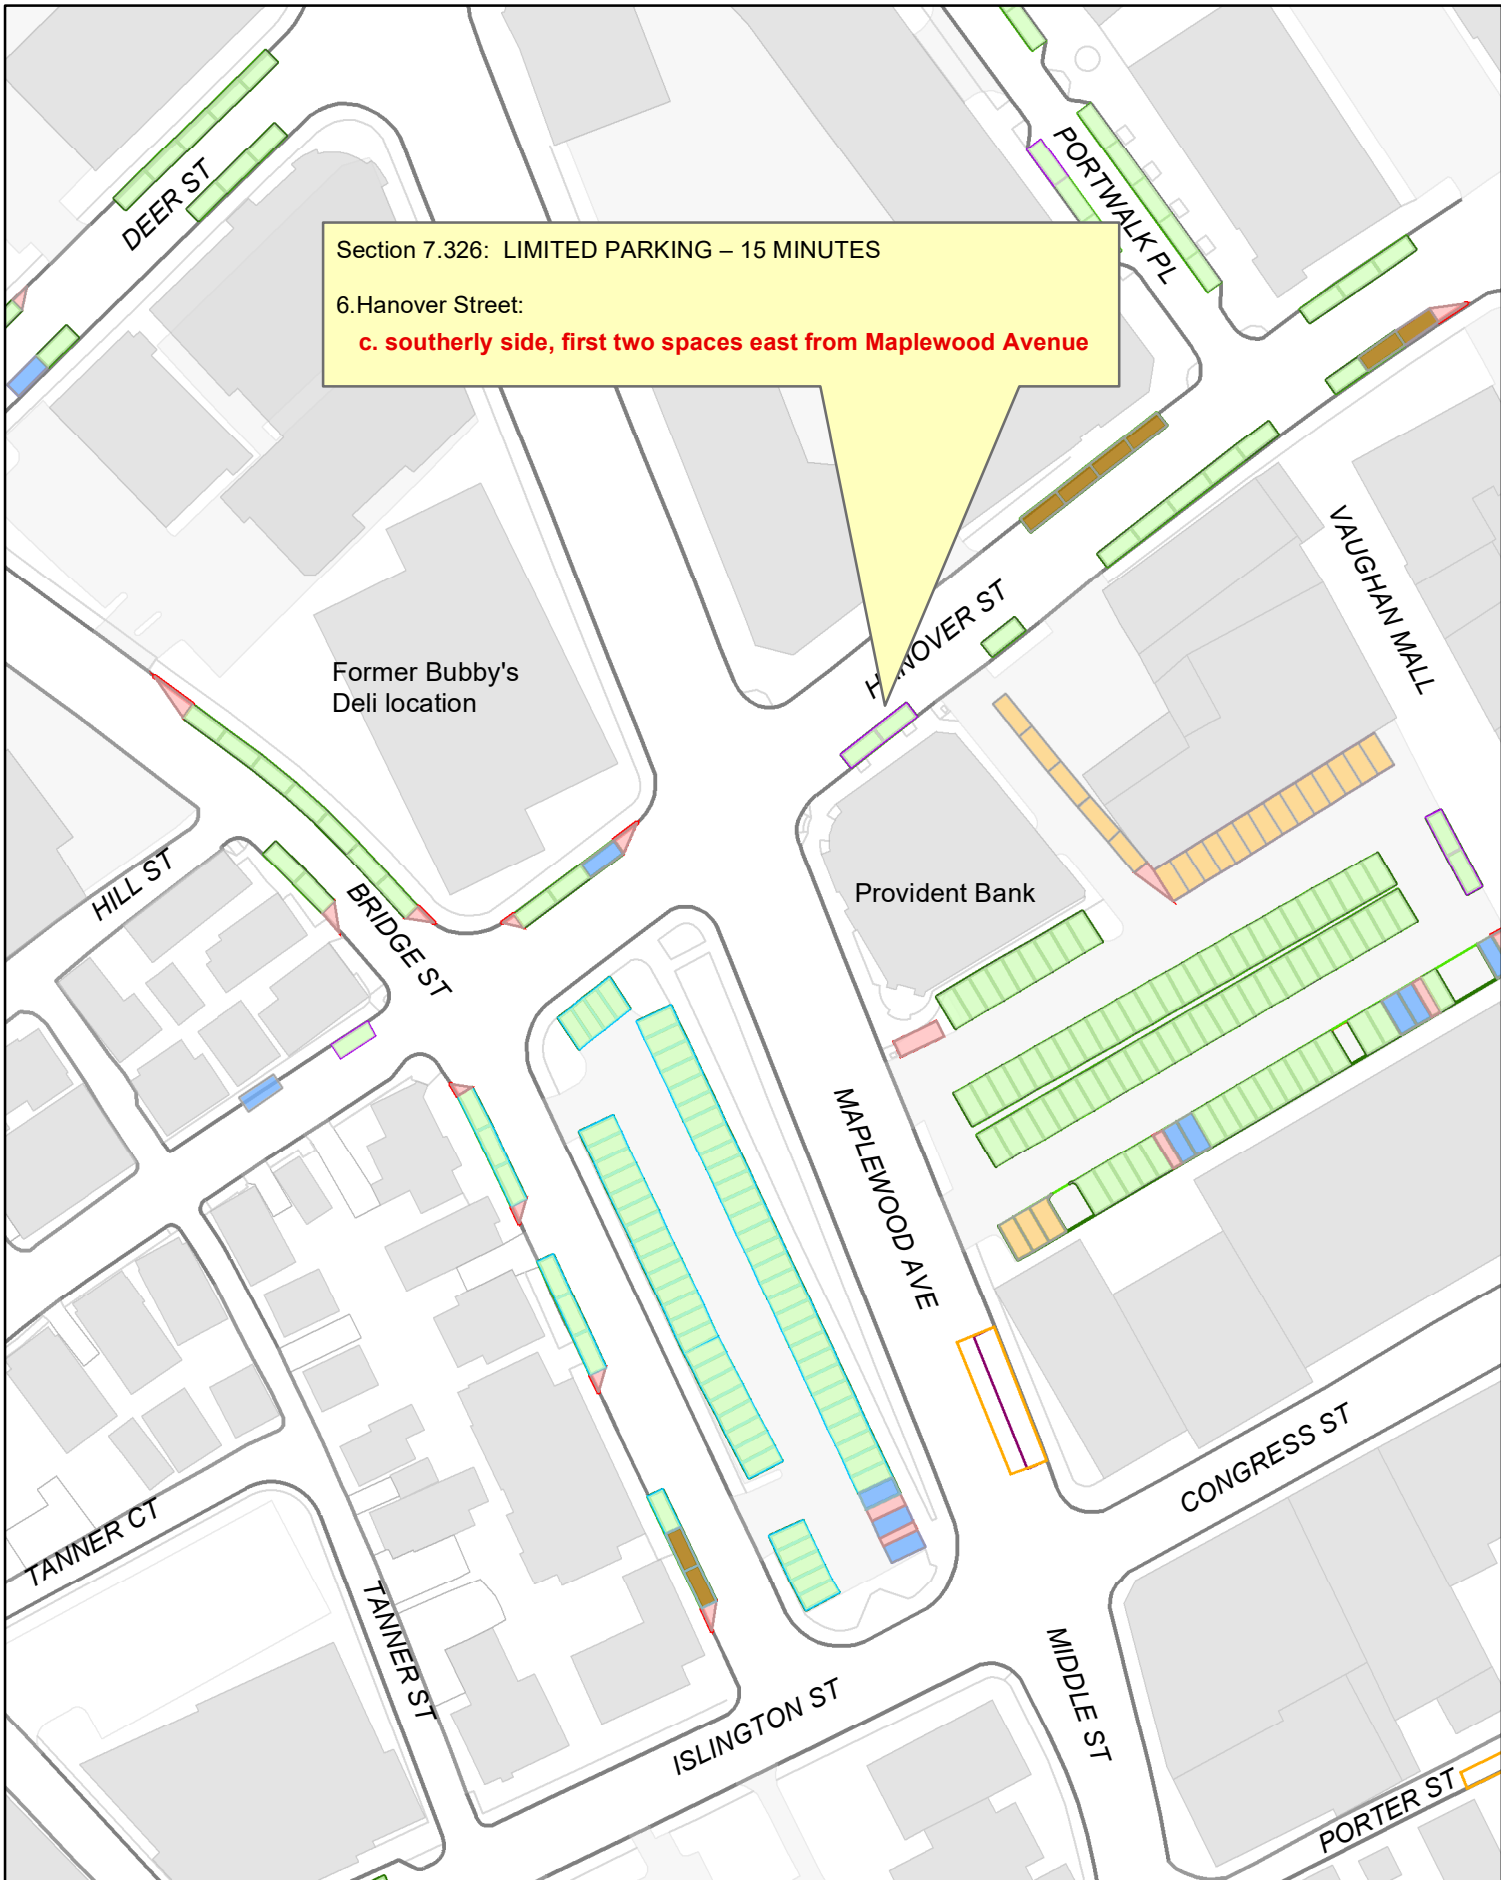 DEER ST
PORTWALK PL
Section 7.326:  LIMITED PARKING – 15 MINUTES
6.Hanover Street:
c. southerly side, first two spaces east from Maplewood Avenue
VAUGHAN MALL
HANOVER ST
Former Bubby's
Deli location
HILL ST
BRIDGE ST
Provident Bank
MAPLEWOOD AVE
CONGRESS ST
TANNER CT
TANNER ST
ISLINGTON ST
MIDDLE ST
PORTER ST